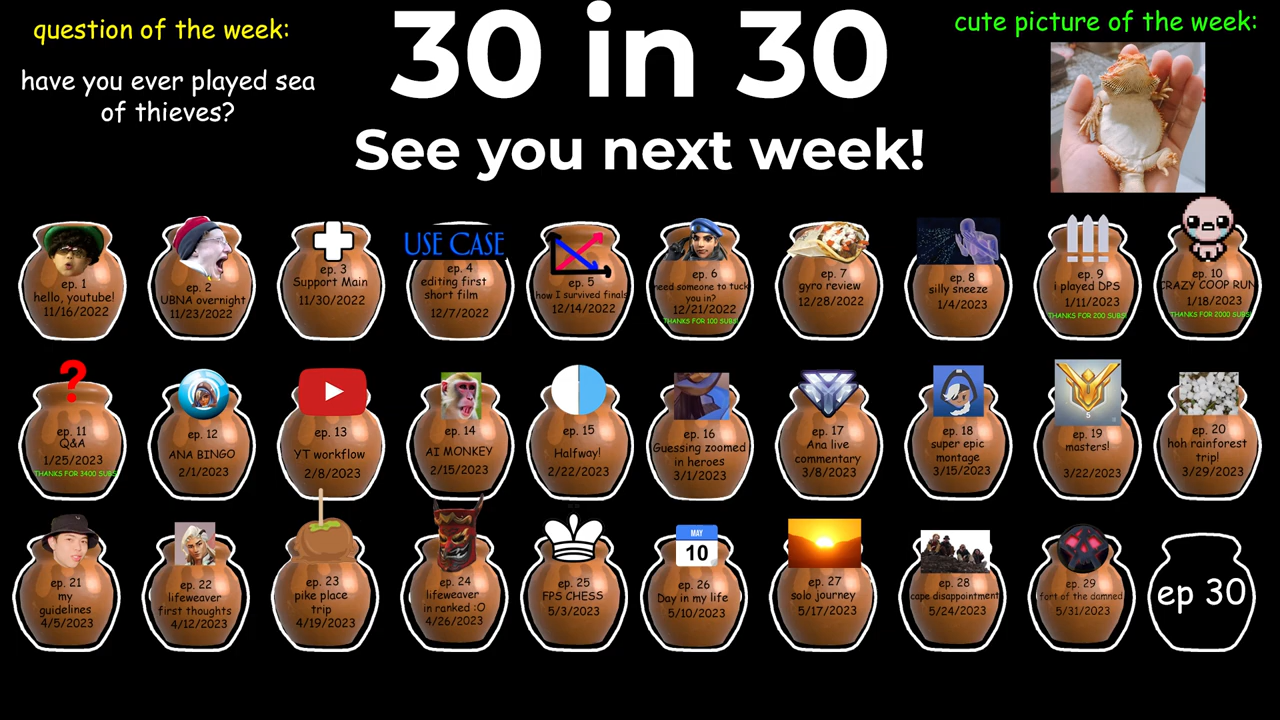 question of the week:
have you ever played sea
of thieves?
30 in 30
See you next week!
cute picture of the week:
ep. 1
hello, youtube!
11/16/2022
ep. 2
UBNA overnight
11/23/2022
ep. 3
Support Main
11/30/2022
USE CASE
ep. 4
editing first
short film
12/7/2022
ep. 5
how I survived finals
12/14/2022
ep. 6
need someone to tuck
you in?
12/21/2022
THANKS FOR 100 SUBS!
ep. 7
gyro review
12/28/2022
ep. 8
silly sneeze
1/4/2023
ep. 9
i played DPS
1/11/2023
THANKS FOR 200 SUBS!
ep. 10
CRAZY COOP RUN
1/18/2023
THANKS FOR 2000 SUBS!
?
ep. 11
Q&A
1/25/2023
THANKS FOR 3400 SUBS
ep. 12
ANA BINGO
2/1/2023
ep. 13
YT workflow
2/8/2023
ep. 14
AI MONKEY
2/15/2023
ep. 15
Halfway!
2/22/2023
ep. 16
Guessing zoomed
in heroes
3/1/2023
ep. 17
Ana live
commentary
3/8/2023
ep. 18
super epic
montage
3/15/2023
5
ep. 19
masters!
3/22/2023
ep. 20
hoh rainforest
trip!
3/29/2023
ep. 21
my
guidelines
4/5/2023
ep. 22
lifeweaver
first thoughts
4/12/2023
ep. 23
pike place
trip
4/19/2023
ep. 24
lifeweaver
in ranked :O
4/26/2023
ep. 25
FPS CHESS
5/3/2023
MAY
10
ep. 26
Day in my life
5/10/2023
ep. 27
solo journey
5/17/2023
ep. 28
cape disappointment
5/24/2023
ep. 29
fort of the damned
5/31/2023
ep 30